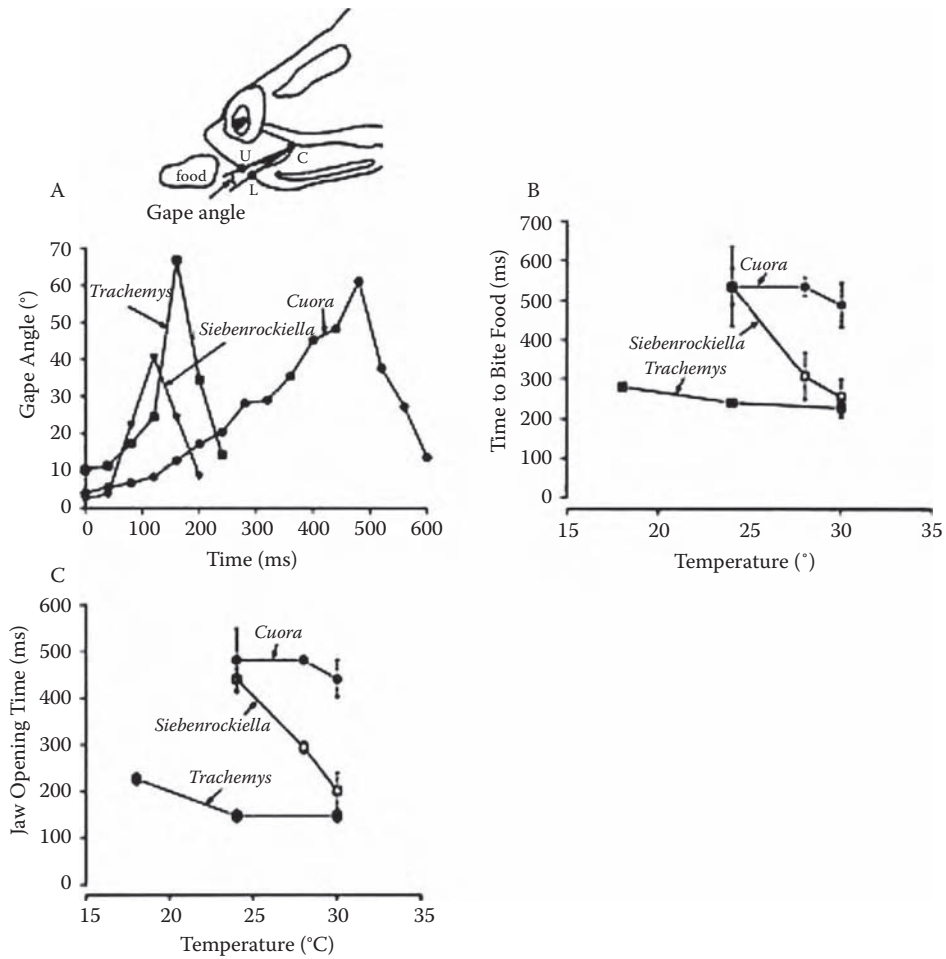 U
C
food
L
A
Gape angle
Gape Angle (°)
70
60
50
40
30
20
10
0
Trachemys
Siebenrockiella
Cuora
0
100
200
300
400
500
600
Time (ms)
B
Time to Bite Food (ms)
700
600
500
400
300
200
100
0
Cuora
Siebenrockiella
Trachemys
15
20
25
30
35
Temperature (°)
C
Jaw Opening Time (ms)
600
500
400
300
200
100
0
Cuora
Siebenrockiella
Trachemys
15
20
25
30
35
Temperature (°C)